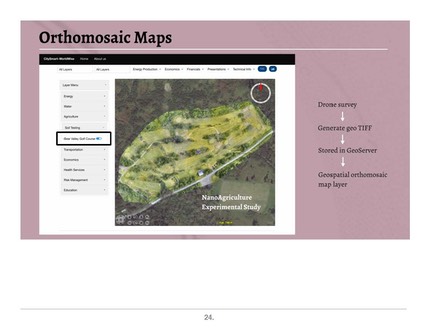 Orthomosaic Maps
CitySmart-WorldWise Home About us
All Layers All Layers Energy Production Economics Financials Presentations Technical Info
Layer Menu
Energy
Water
Agriculture
Soil Testing
River Valley Golf Course
Transportation
Economics
Health Services
Risk Management
Education
NanoAgriculture
Experimental Study
Drone survey
Generate geo TIFF
Stored in GeoServer
Geospatial orthomosaic
map layer
24.